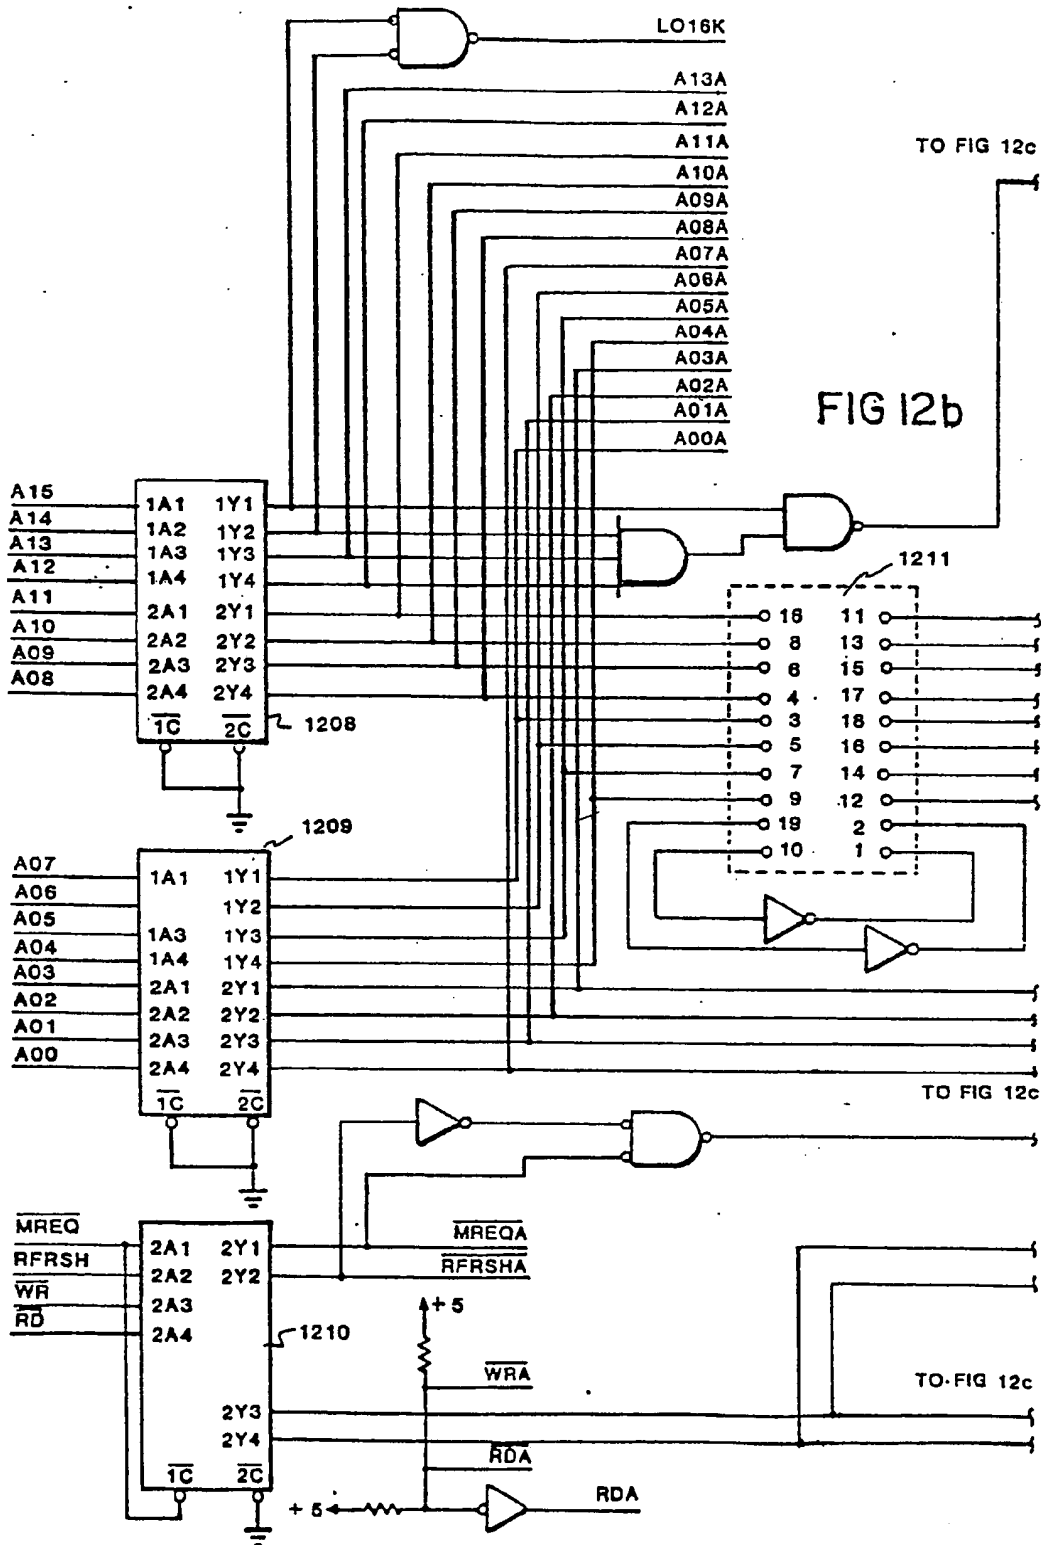 LO16K
A13A
A12A
A11A
A10A
A09A
A08A
A07A
A06A
A05A
A04A
A03A
A02A
A01A
A00A
TO FIG 12c
FIG 12b
A15 1A1 1Y1
A14 1A2 1Y2
A13 1A3 1Y3
A12 1A4 1Y4
A11 2A1 2Y1
A10 2A2 2Y2
A09 2A3 2Y3
A08 2A4 2Y4
1C 2C
1208
1211
16 11
8 13
6 15
4 17
3 18
5 16
7 14
9 12
19 2
10 1
1209
A07 1A1 1Y1
A06 1Y2
A05 1A3 1Y3
A04 1A4 1Y4
A03 2A1 2Y1
A02 2A2 2Y2
A01 2A3 2Y3
A00 2A4 2Y4
1C 2C
TO FIG 12c
MREQ 2A1 2Y1 MREQA
RFRSH 2A2 2Y2 RFRSHA
WR 2A3
RD 2A4
1210
+5
WRA
TO FIG 12c
2Y3
2Y4
RDA
1C 2C
+5
RDA